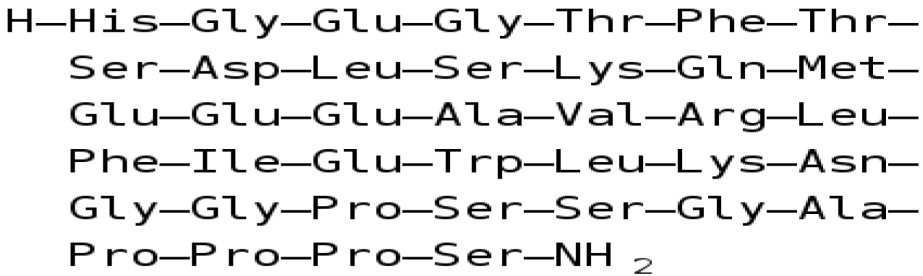 H–His–Gly–Glu–Gly–Thr–Phe–Thr–
Ser–Asp–Leu–Ser–Lys–Gln–Met–
Glu–Glu–Glu–Ala–Val–Arg–Leu–
Phe–Ile–Glu–Trp–Leu–Lys–Asn–
Gly–Gly–Pro–Ser–Ser–Gly–Ala–
Pro–Pro–Pro–Ser–NH₂